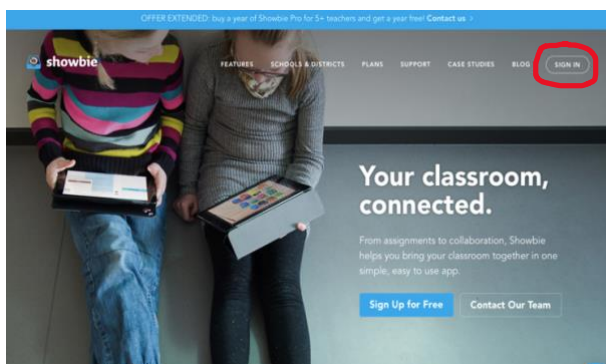 OFFER EXTENDED: buy a year of Showbie Pro for 5+ teachers and get a year free! Contact us >
showbie
FEATURES SCHOOLS & DISTRICTS PLANS SUPPORT CASE STUDIES BLOG SIGN IN
Your classroom,
connected.
From assignments to collaboration, Showbie
helps you bring your classroom together in one
simple, easy to use app.
Sign Up for Free Contact Our Team